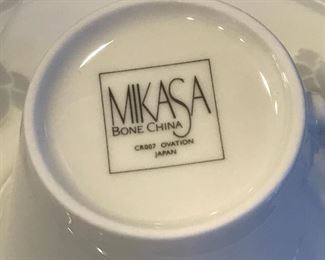 MIKASA
BONE CHINA
CR007 OVATION
JAPAN